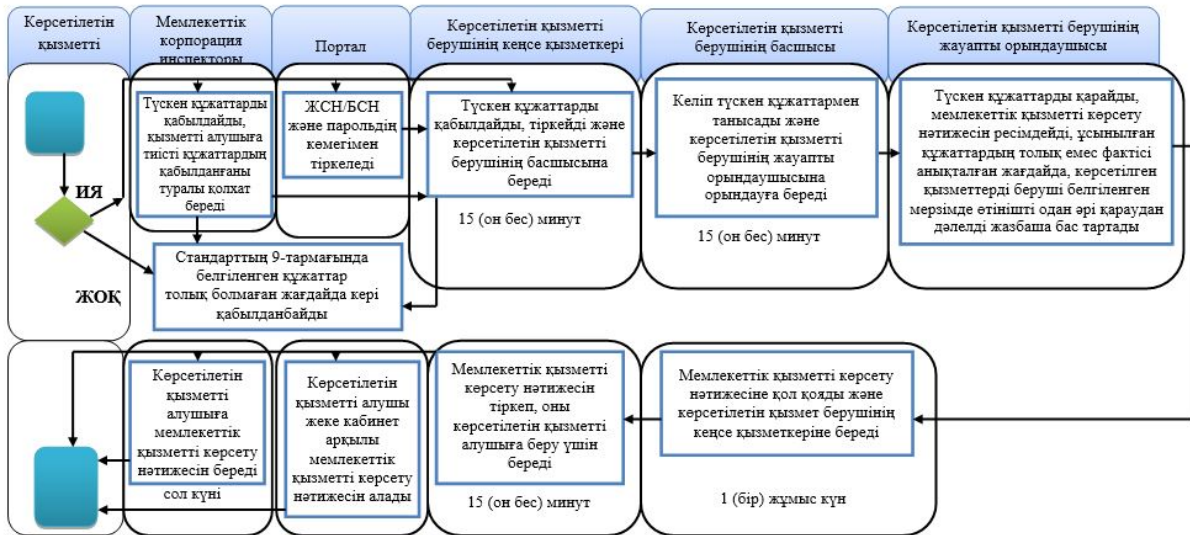 Көрсетілетін
қызметті
Мемлекеттік
корпорация
инспекторы
Портал
Көрсетілетін қызметті
берушінің кеңсе қызметкері
Көрсетілетін қызметті
берушінің басшысы
Көрсетілетін қызметті берушінің
жауапты орындаушысы
ИЯ
ЖОҚ
Түскен құжаттарды
қабылдайды,
қызметті алушыға
тиісті құжаттардың
қабылданғаны
туралы қолхат
береді
ЖСН/БСН
және парольдің
көмегімен
тіркеледі
Түскен құжаттарды
қабылдайды, тіркейді және
көрсетілетін қызметті
берушінің басшысына
береді
15 (он бес) минут
Келіп түскен құжаттармен
танысады және
көрсетілетін қызметті
берушінің жауапты
орындаушысына
орындауға береді
15 (он бес) минут
Түскен құжаттарды қарайды,
мемлекеттік қызметті көрсету
нәтижесін ресімдейді, ұсынылған
құжаттардың толық емес фактісі
анықталған жағдайда, көрсетілген
қызметтерді беруші белгіленген
мерзімде өтінішті одан әрі қараудан
дәлелді жазбаша бас тартады
Стандарттың 9-тармағында
белгіленген құжаттар
толық болмаған жағдайда кері
қабылданбайды
Көрсетілетін
қызметті
алушыға
мемлекеттік
қызметті көрсету
нәтижесін береді
сол күні
Көрсетілетін
қызметті алушы
жеке кабинет
арқылы
мемлекеттік
қызметті көрсету
нәтижесін алады
Мемлекеттік қызметті
көрсету нәтижесін
тіркеп, оны
көрсетілетін қызметті
алушыға беру үшін
береді
15 (он бес) минут
Мемлекеттік қызметті көрсету
нәтижесіне қол қояды және
көрсетілетін қызмет берушінің
кеңсе қызметкеріне береді
1 (бір) жұмыс күн